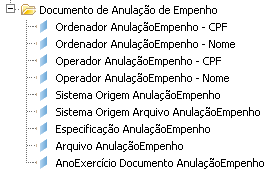 Documento de Anulação de Empenho
Ordenador AnulaçãoEmpenho - CPF
Ordenador AnulaçãoEmpenho - Nome
Operador AnulaçãoEmpenho - CPF
Operador AnulaçãoEmpenho - Nome
Sistema Origem AnulaçãoEmpenho
Sistema Origem Arquivo AnulaçãoEmpenho
Especificação AnulaçãoEmpenho
Arquivo AnulaçãoEmpenho
AnoExercício Documento AnulaçãoEmpenho